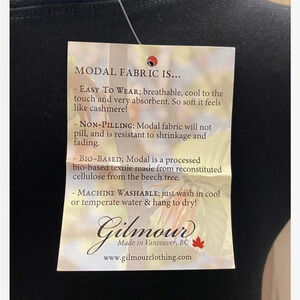 MODAL FABRIC IS...
- EASY TO WEAR; breathable, cool to the
touch and very absorbent. So soft it feels
like cashmere!
- NON-PILLING; Modal fabric will not
pill, and is resistant to shrinkage and
fading.
- BIO-BASED; Modal is a processed
bio-based textile made from reconstituted
cellulose from the beech tree.
- MACHINE WASHABLE; just wash in cool
or temperate water & hang to dry!
Gilmour
Made in Vancouver, BC
www.gilmourclothing.com